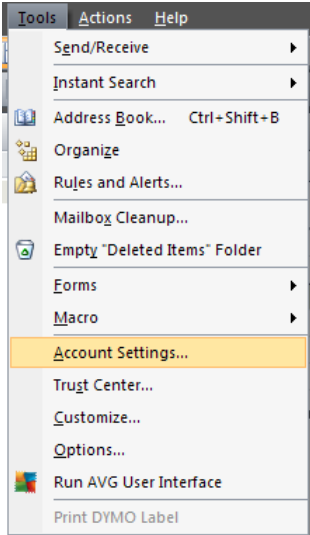 Tools Actions Help
Send/Receive
Instant Search
Address Book... Ctrl+Shift+B
Organize
Rules and Alerts...
Mailbox Cleanup...
Empty "Deleted Items" Folder
Forms
Macro
Account Settings...
Trust Center...
Customize...
Options...
Run AVG User Interface
Print DYMO Label